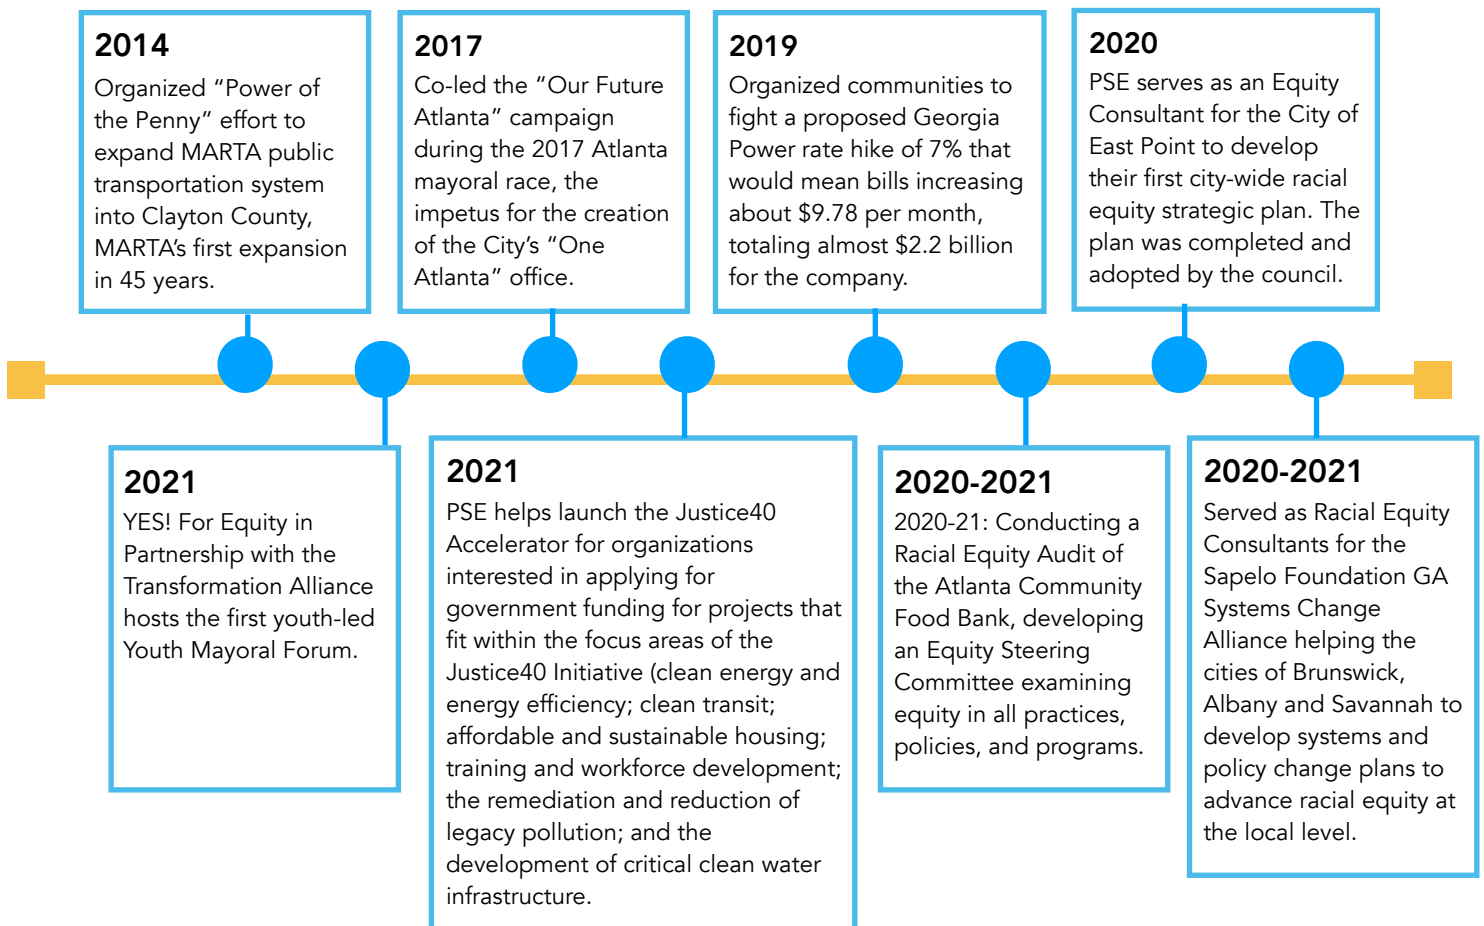 2014
Organized “Power of
the Penny” effort to
expand MARTA public
transportation system
into Clayton County,
MARTA’s first expansion
in 45 years.
2017
Co-led the “Our Future
Atlanta” campaign
during the 2017 Atlanta
mayoral race, the
impetus for the creation
of the City’s “One
Atlanta” office.
2019
Organized communities to
fight a proposed Georgia
Power rate hike of 7% that
would mean bills increasing
about $9.78 per month,
totaling almost $2.2 billion
for the company.
2020
PSE serves as an Equity
Consultant for the City of
East Point to develop
their first city-wide racial
equity strategic plan. The
plan was completed and
adopted by the council.
2021
YES! For Equity in
Partnership with the
Transformation Alliance
hosts the first youth-led
Youth Mayoral Forum.
2021
PSE helps launch the Justice40
Accelerator for organizations
interested in applying for
government funding for projects that
fit within the focus areas of the
Justice40 Initiative (clean energy and
energy efficiency; clean transit;
affordable and sustainable housing;
training and workforce development;
the remediation and reduction of
legacy pollution; and the
development of critical clean water
infrastructure.
2020-2021
2020-21: Conducting a
Racial Equity Audit of
the Atlanta Community
Food Bank, developing
an Equity Steering
Committee examining
equity in all practices,
policies, and programs.
2020-2021
Served as Racial Equity
Consultants for the
Sapelo Foundation GA
Systems Change
Alliance helping the
cities of Brunswick,
Albany and Savannah to
develop systems and
policy change plans to
advance racial equity at
the local level.